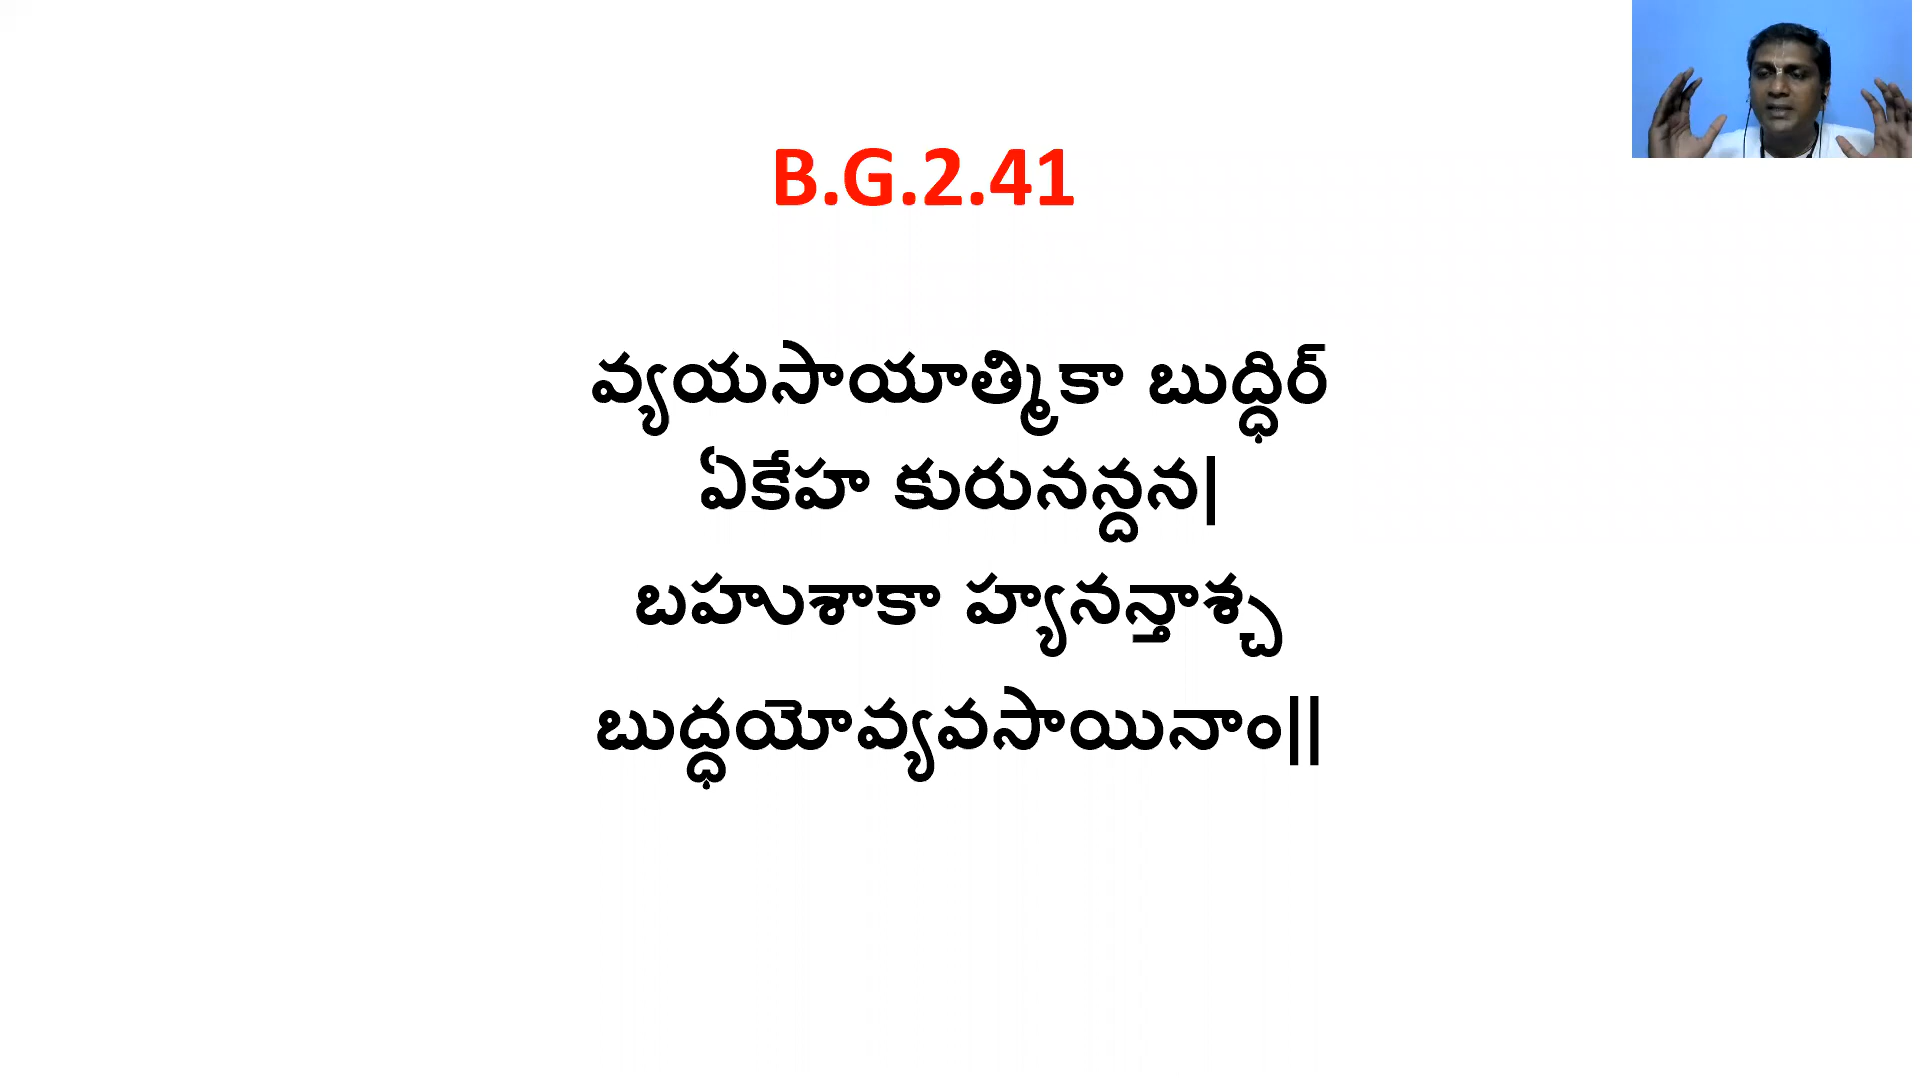 B.G.2.41
వ్యయసాయాత్మికా బుద్ధిర్
ఏకేహ కురునన్దన|
బహుశాకా హ్యనన్తాశ్చ
బుద్ధయోవ్యవసాయినాం||